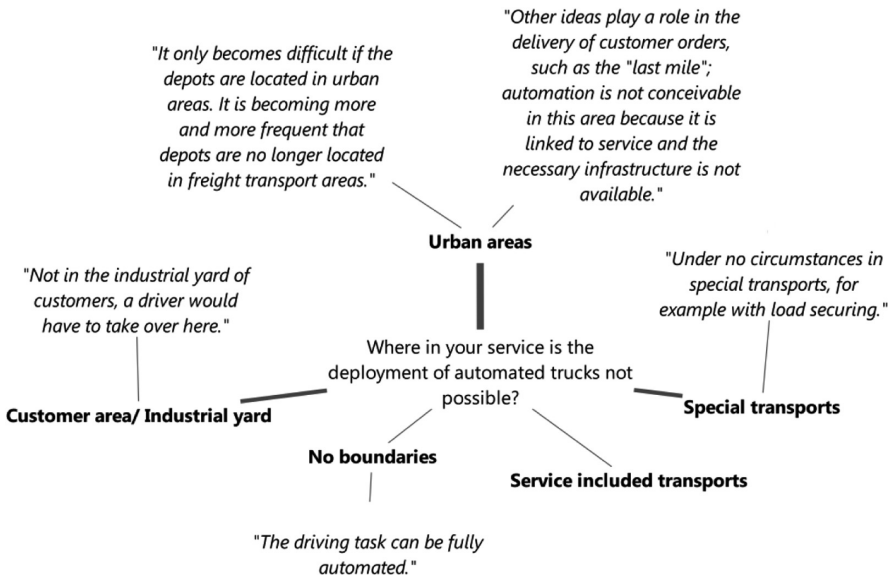 "Other ideas play a role in the
delivery of customer orders,
such as the "last mile";
automation is not conceivable
in this area because it is
linked to service and the
necessary infrastructure is not
available."
"It only becomes difficult if the
depots are located in urban
areas. It is becoming more
and more frequent that
depots are no longer located
in freight transport areas."
Urban areas
"Under no circumstances in
special transports, for
example with load securing."
"Not in the industrial yard of
customers, a driver would
have to take over here."
Where in your service is the
deployment of automated trucks not
possible?
Special transports
Customer area/ Industrial yard
No boundaries
Service included transports
"The driving task can be fully
automated."